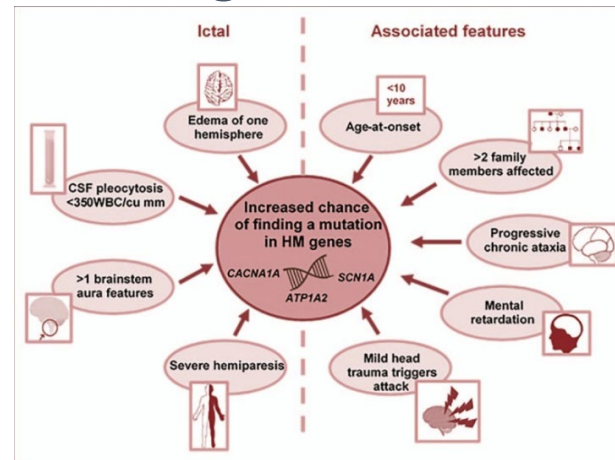 Ictal
Associated features
Edema of one
hemisphere
<10
years
Age-at-onset
CSF pleocytosis
<350WBC/cu mm
>2 family
members affected
Increased chance
of finding a mutation
in HM genes
CACNA1A
SCN1A
ATP1A2
Progressive
chronic ataxia
>1 brainstem
aura features
Mental
retardation
Severe hemiparesis
Mild head
trauma triggers
attack